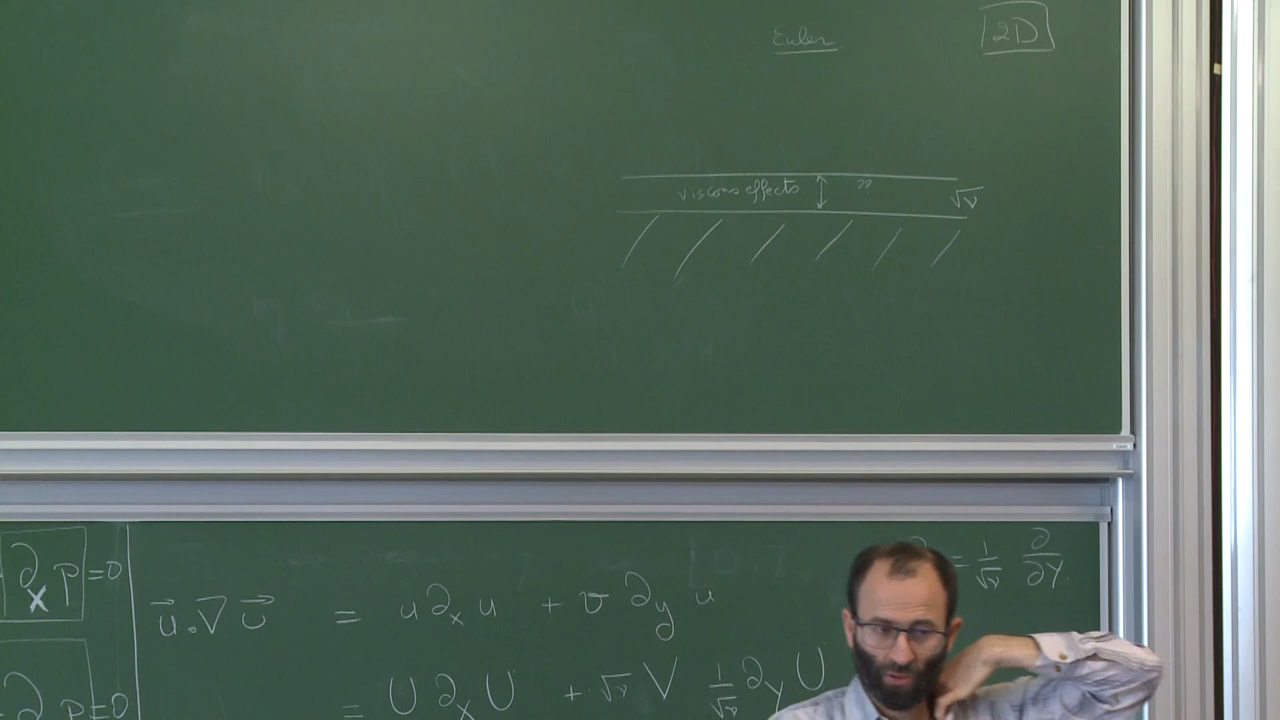 Euler
2D
viscous effects ?? √ν
∂ₓ P = 0
u⃗.∇⃗ u⃗ = u ∂ₓ u + v ∂y u
= 1/√ν ∂/∂Y
∂ P = 0
= U ∂ₓ U + √ν V 1/√ν ∂Y U